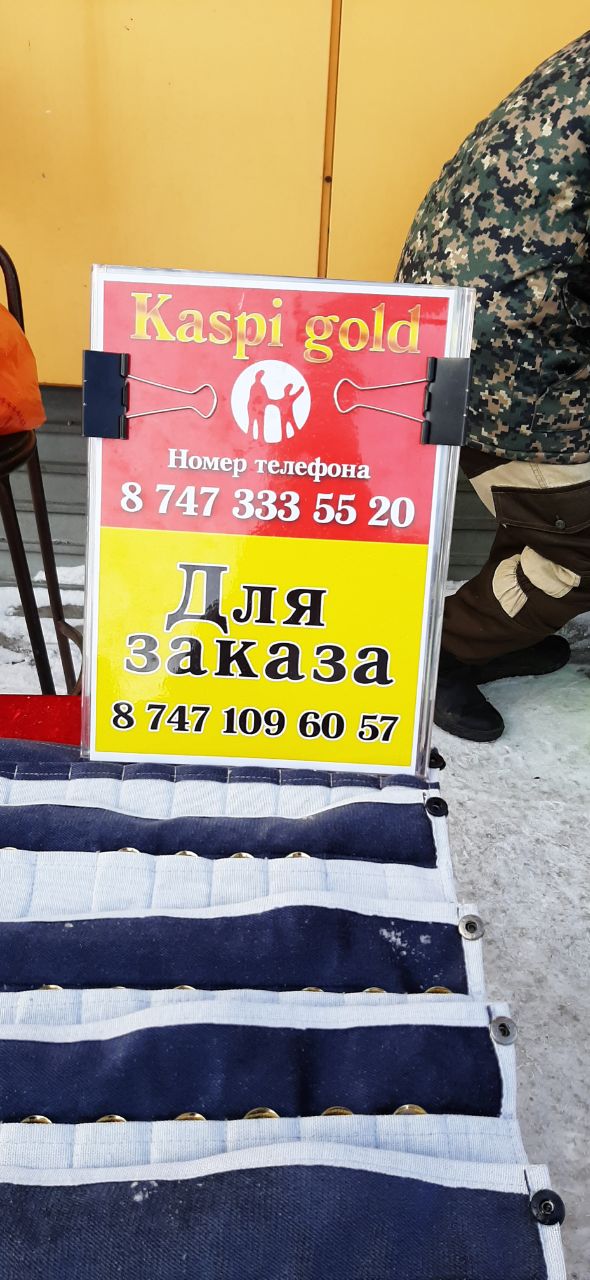 Kaspi gold
Номер телефона
8 747 333 55 20
Для
заказа
8 747 109 60 57